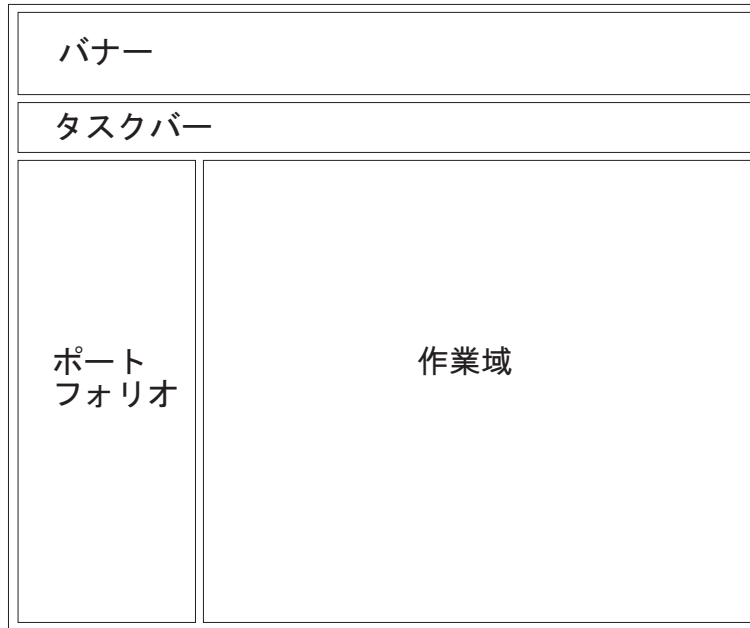 バナー
タスクバー
ポート
フォリオ
作業域